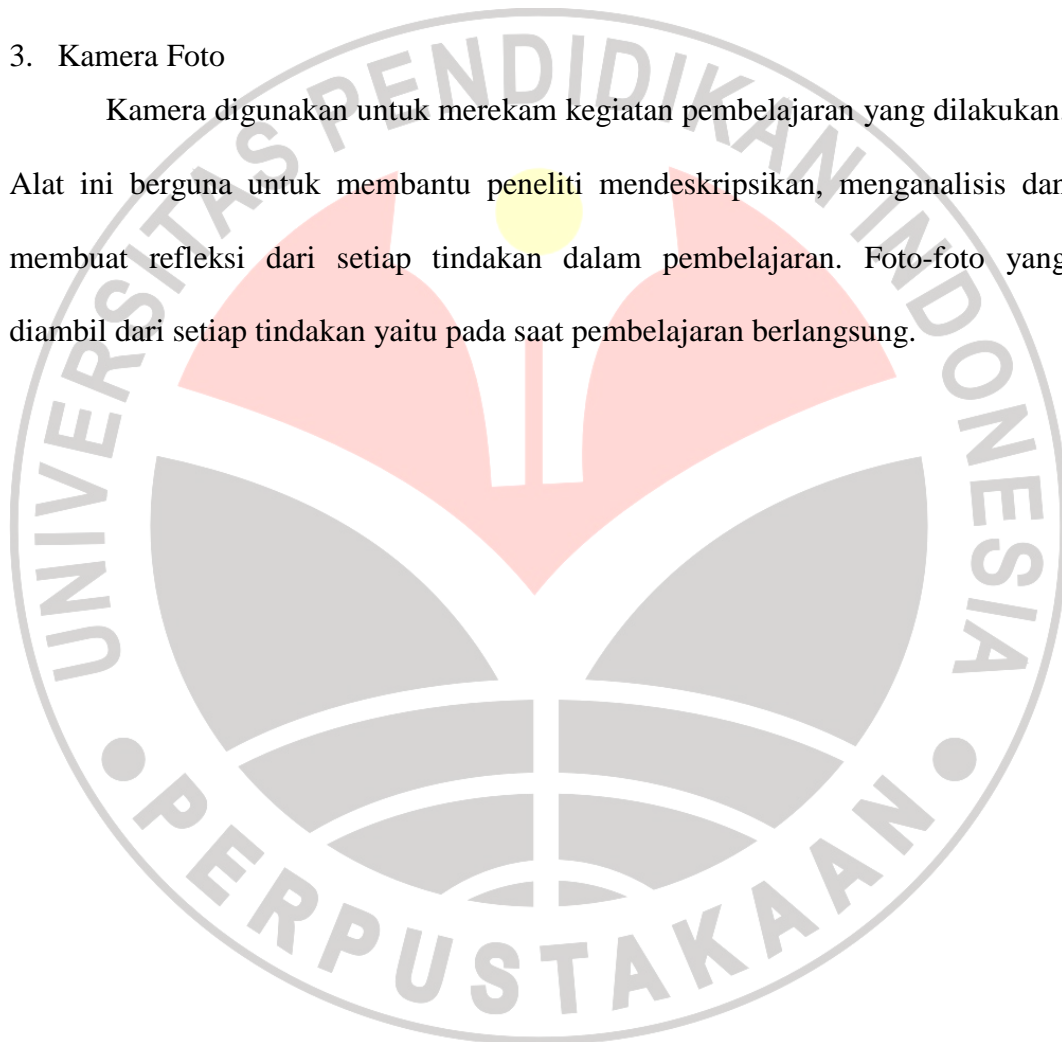 3. Kamera Foto
Kamera digunakan untuk merekam kegiatan pembelajaran yang dilakukan.
Alat ini berguna untuk membantu peneliti mendeskripsikan, menganalisis dan
membuat refleksi dari setiap tindakan dalam pembelajaran. Foto-foto yang
diambil dari setiap tindakan yaitu pada saat pembelajaran berlangsung.
UNIVERSITAS PENDIDIKAN INDONESIA
PERPUSTAKAAN